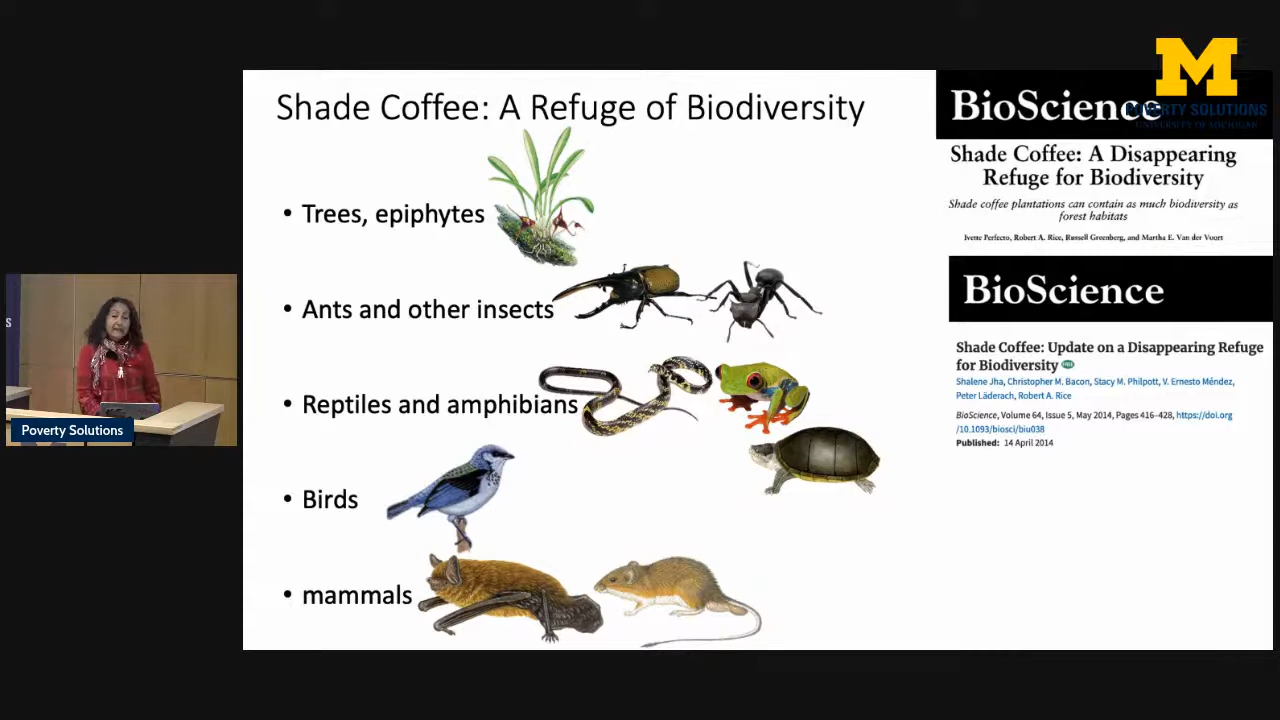 Shade Coffee: A Refuge of Biodiversity
• Trees, epiphytes
• Ants and other insects
• Reptiles and amphibians
• Birds
• mammals
M
POVERTY SOLUTIONS
UNIVERSITY OF MICHIGAN
BioScience
Shade Coffee: A Disappearing
Refuge for Biodiversity
Shade coffee plantations can contain as much biodiversity as
forest habitats
Ivette Perfecto, Robert A. Rice, Russell Greenberg, and Martha E. Van der Voort
BioScience
Shade Coffee: Update on a Disappearing Refuge
for Biodiversity
Shalene Jha, Christopher M. Bacon, Stacy M. Philpott, V. Ernesto Méndez,
Peter Läderach, Robert A. Rice
BioScience, Volume 64, Issue 5, May 2014, Pages 416–428, https://doi.org
/10.1093/biosci/biu038
Published: 14 April 2014
S
Poverty Solutions